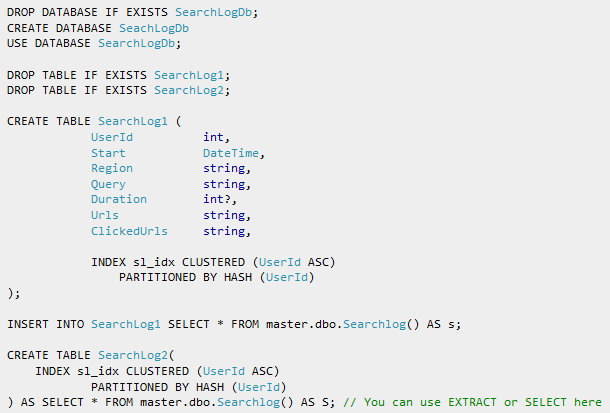 DROP DATABASE IF EXISTS SearchLogDb;
CREATE DATABASE SeachLogDb
USE DATABASE SearchLogDb;
DROP TABLE IF EXISTS SearchLog1;
DROP TABLE IF EXISTS SearchLog2;
CREATE TABLE SearchLog1 (
UserId int,
Start DateTime,
Region string,
Query string,
Duration int?,
Urls string,
ClickedUrls string,
INDEX sl_idx CLUSTERED (UserId ASC)
PARTITIONED BY HASH (UserId)
);
INSERT INTO SearchLog1 SELECT * FROM master.dbo.Searchlog() AS s;
CREATE TABLE SearchLog2(
INDEX sl_idx CLUSTERED (UserId ASC)
PARTITIONED BY HASH (UserId)
) AS SELECT * FROM master.dbo.Searchlog() AS S; // You can use EXTRACT or SELECT here